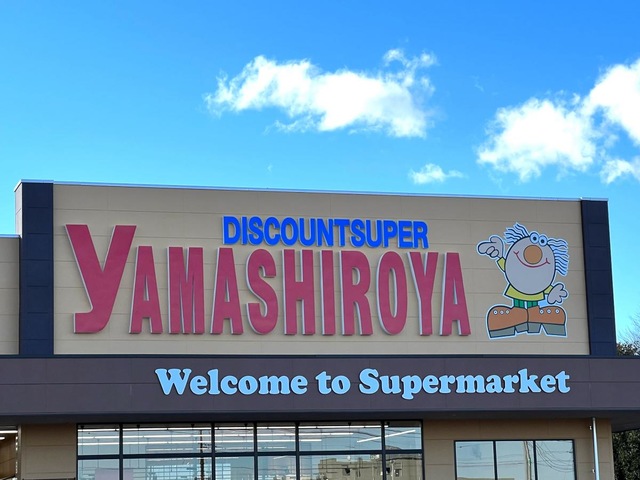 DISCOUNTSUPER
YAMASHIROYA
Welcome to Supermarket